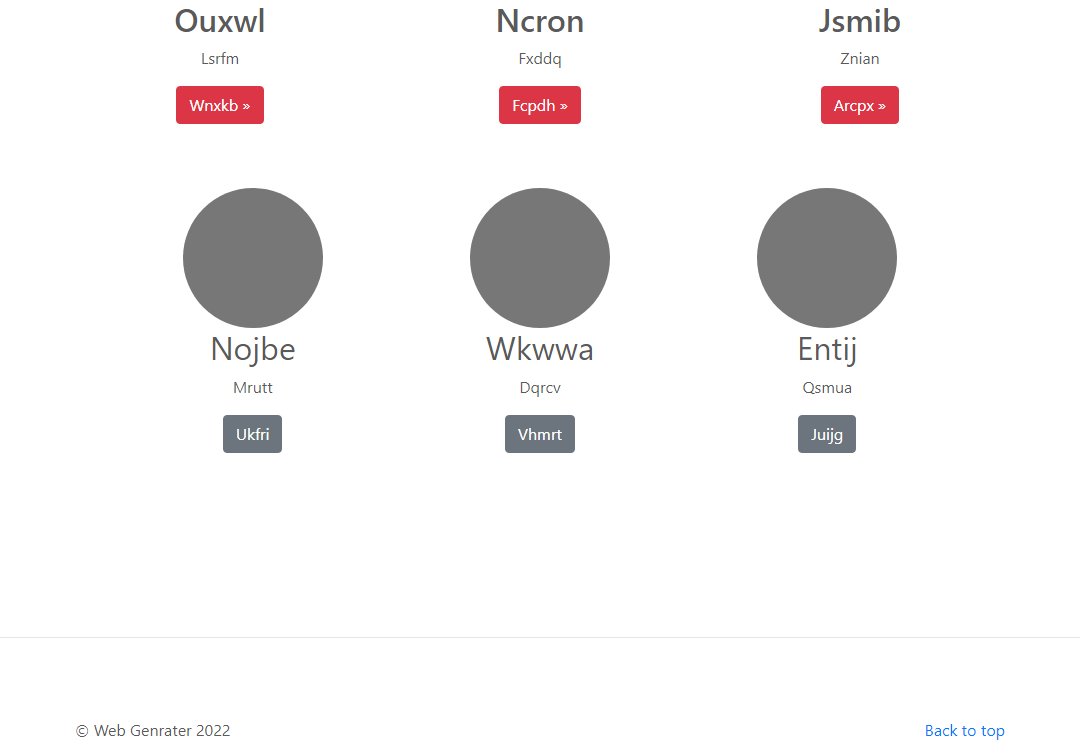 Ouxwl Ncron Jsmib
Lsrfm Fxddq Znian
Wnxkb » Fcpdh » Arcpx »
Nojbe Wkwwa Entij
Mrutt Dqrcv Qsmua
Ukfri Vhmrt Juijg
© Web Genrater 2022 Back to top